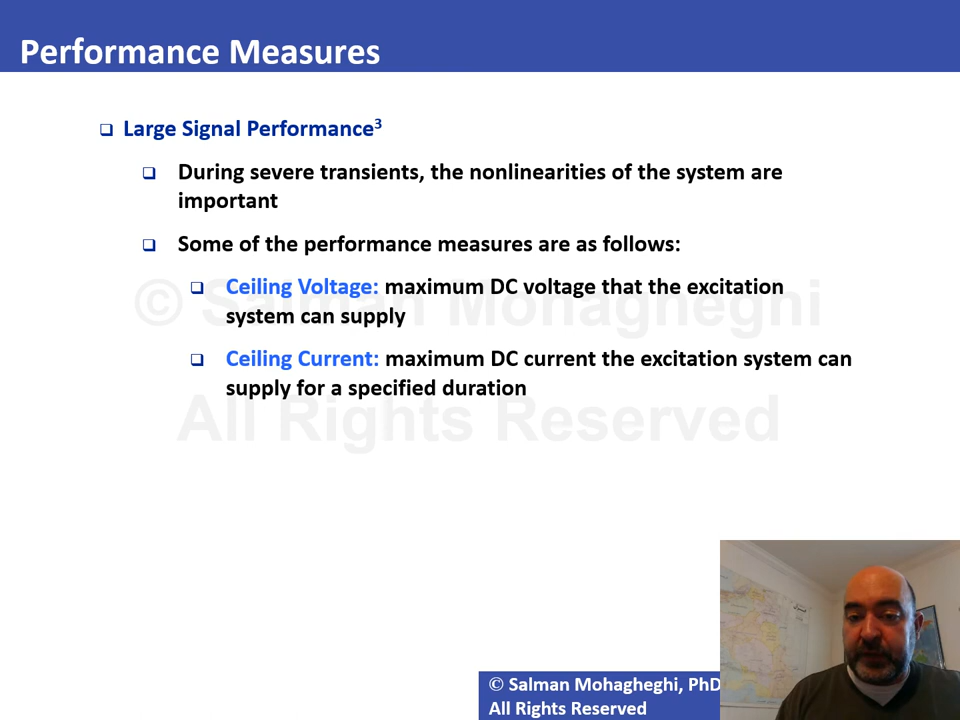 Performance Measures
❑ Large Signal Performance³
❑ During severe transients, the nonlinearities of the system are
important
❑ Some of the performance measures are as follows:
❑ Ceiling Voltage: maximum DC voltage that the excitation
system can supply
❑ Ceiling Current: maximum DC current the excitation system can
supply for a specified duration
© Salman Mohagheghi
All Rights Reserved
© Salman Mohagheghi, PhD
All Rights Reserved